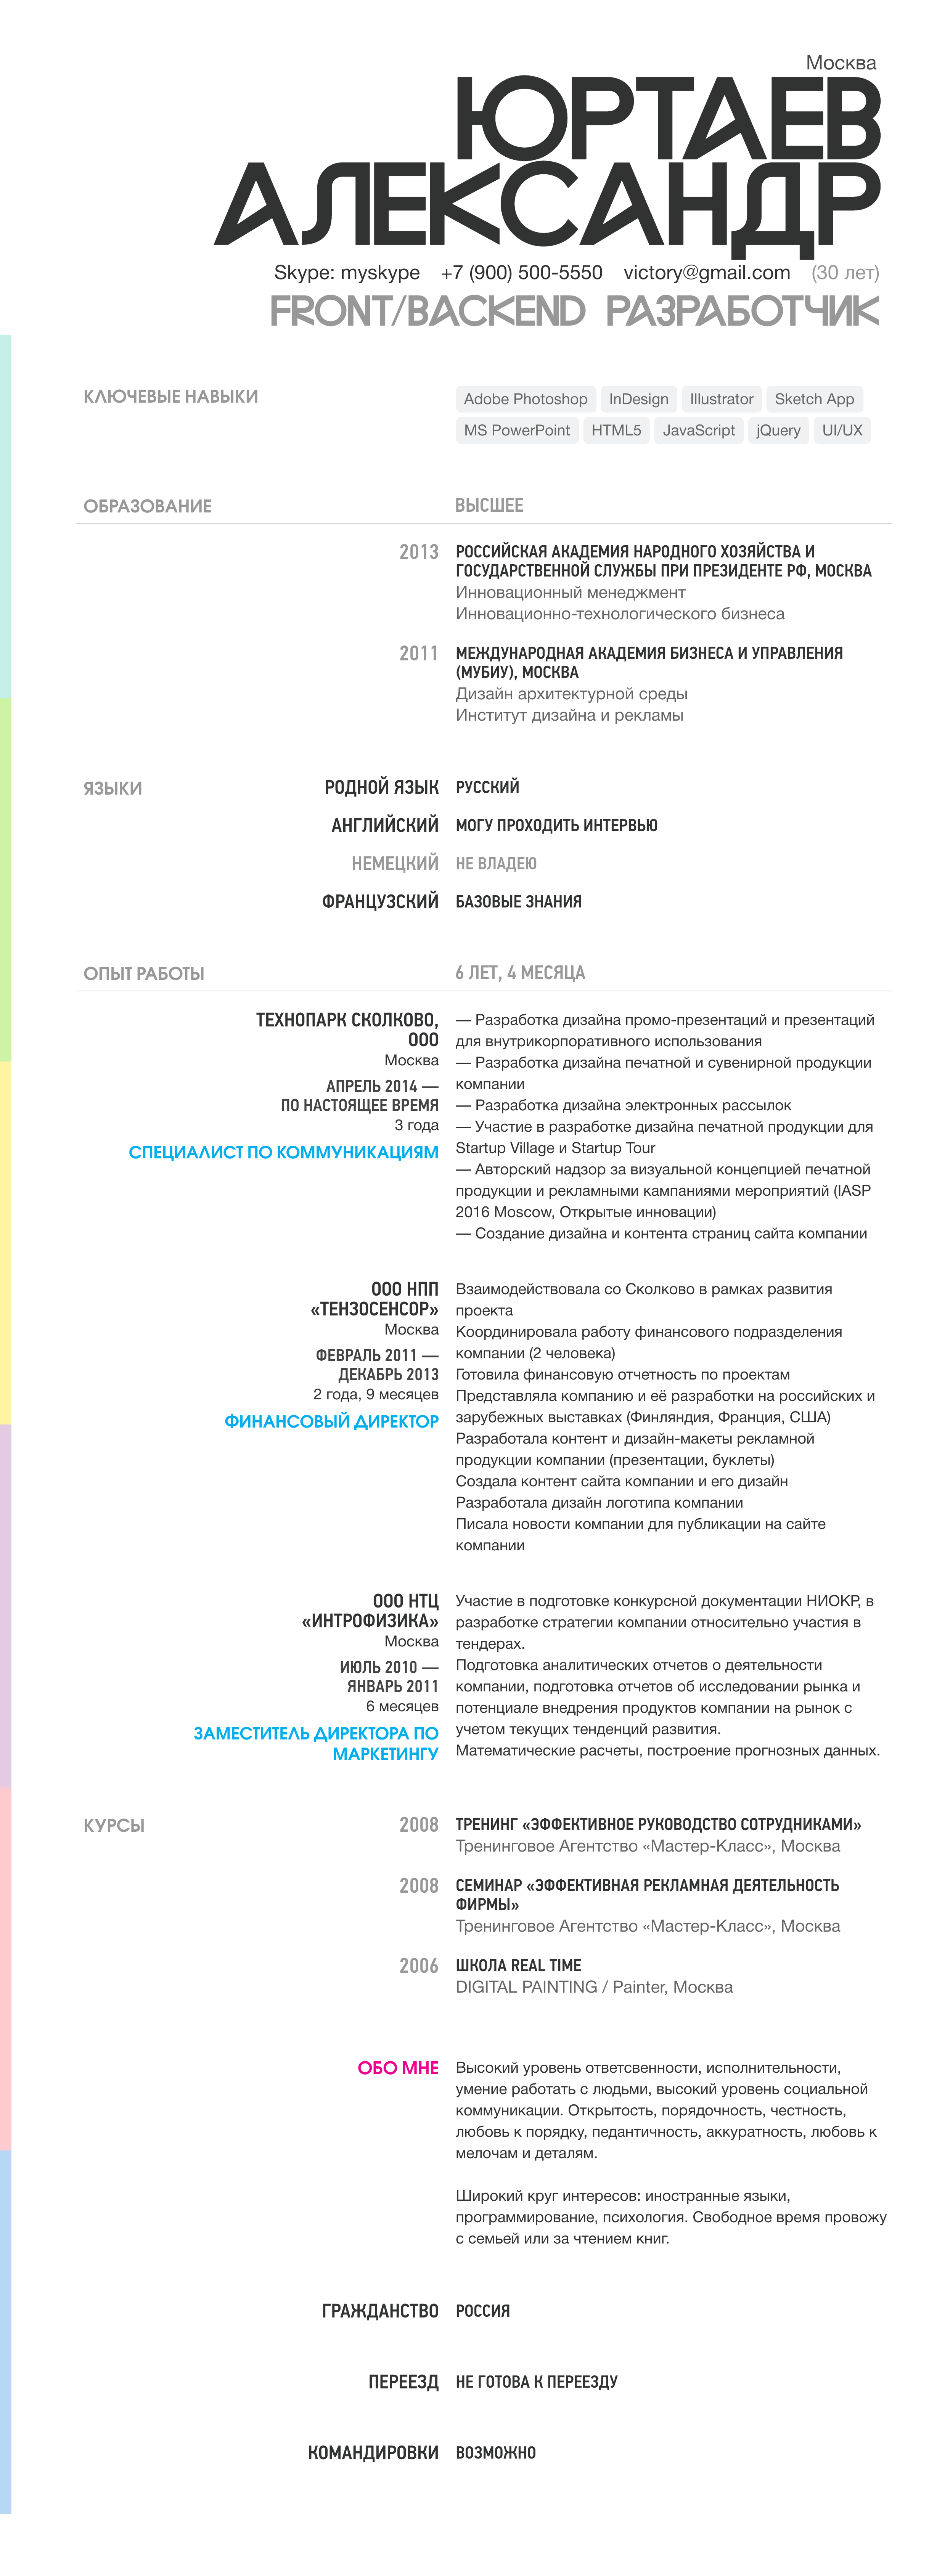 Москва
ЮРТАЕВ
АЛЕКСАНДР
Skype: myskype +7 (900) 500-5550 victory@gmail.com (30 лет)
FRONT/BACKEND РАЗРАБОТЧИК
КЛЮЧЕВЫЕ НАВЫКИ
Adobe Photoshop InDesign Illustrator Sketch App
MS PowerPoint HTML5 JavaScript jQuery UI/UX
ОБРАЗОВАНИЕ ВЫСШЕЕ
2013 РОССИЙСКАЯ АКАДЕМИЯ НАРОДНОГО ХОЗЯЙСТВА И
ГОСУДАРСТВЕННОЙ СЛУЖБЫ ПРИ ПРЕЗИДЕНТЕ РФ, МОСКВА
Инновационный менеджмент
Инновационно-технологического бизнеса
2011 МЕЖДУНАРОДНАЯ АКАДЕМИЯ БИЗНЕСА И УПРАВЛЕНИЯ
(МУБИУ), МОСКВА
Дизайн архитектурной среды
Институт дизайна и рекламы
ЯЗЫКИ РОДНОЙ ЯЗЫК РУССКИЙ
АНГЛИЙСКИЙ МОГУ ПРОХОДИТЬ ИНТЕРВЬЮ
НЕМЕЦКИЙ НЕ ВЛАДЕЮ
ФРАНЦУЗСКИЙ БАЗОВЫЕ ЗНАНИЯ
ОПЫТ РАБОТЫ 6 ЛЕТ, 4 МЕСЯЦА
ТЕХНОПАРК СКОЛКОВО,
ООО
Москва
АПРЕЛЬ 2014 —
ПО НАСТОЯЩЕЕ ВРЕМЯ
3 года
СПЕЦИАЛИСТ ПО КОММУНИКАЦИЯМ
— Разработка дизайна промо-презентаций и презентаций
для внутрикорпоративного использования
— Разработка дизайна печатной и сувенирной продукции
компании
— Разработка дизайна электронных рассылок
— Участие в разработке дизайна печатной продукции для
Startup Village и Startup Tour
— Авторский надзор за визуальной концепцией печатной
продукции и рекламными кампаниями мероприятий (IASP
2016 Moscow, Открытые инновации)
— Создание дизайна и контента страниц сайта компании
ООО НПП
«ТЕНЗОСЕНСОР»
Москва
ФЕВРАЛЬ 2011 —
ДЕКАБРЬ 2013
2 года, 9 месяцев
ФИНАНСОВЫЙ ДИРЕКТОР
Взаимодействовала со Сколково в рамках развития
проекта
Координировала работу финансового подразделения
компании (2 человека)
Готовила финансовую отчетность по проектам
Представляла компанию и её разработки на российских и
зарубежных выставках (Финляндия, Франция, США)
Разработала контент и дизайн-макеты рекламной
продукции компании (презентации, буклеты)
Создала контент сайта компании и его дизайн
Разработала дизайн логотипа компании
Писала новости компании для публикации на сайте
компании
ООО НТЦ
«ИНТРОФИЗИКА»
Москва
ИЮЛЬ 2010 —
ЯНВАРЬ 2011
6 месяцев
ЗАМЕСТИТЕЛЬ ДИРЕКТОРА ПО
МАРКЕТИНГУ
Участие в подготовке конкурсной документации НИОКР, в
разработке стратегии компании относительно участия в
тендерах.
Подготовка аналитических отчетов о деятельности
компании, подготовка отчетов об исследовании рынка и
потенциале внедрения продуктов компании на рынок с
учетом текущих тенденций развития.
Математические расчеты, построение прогнозных данных.
КУРСЫ 2008 ТРЕНИНГ «ЭФФЕКТИВНОЕ РУКОВОДСТВО СОТРУДНИКАМИ»
Тренинговое Агентство «Мастер-Класс», Москва
2008 СЕМИНАР «ЭФФЕКТИВНАЯ РЕКЛАМНАЯ ДЕЯТЕЛЬНОСТЬ
ФИРМЫ»
Тренинговое Агентство «Мастер-Класс», Москва
2006 ШКОЛА REAL TIME
DIGITAL PAINTING / Painter, Москва
ОБО МНЕ Высокий уровень ответсвенности, исполнительности,
умение работать с людьми, высокий уровень социальной
коммуникации. Открытость, порядочность, честность,
любовь к порядку, педантичность, аккуратность, любовь к
мелочам и деталям.
Широкий круг интересов: иностранные языки,
программирование, психология. Свободное время провожу
с семьей или за чтением книг.
ГРАЖДАНСТВО РОССИЯ
ПЕРЕЕЗД НЕ ГОТОВА К ПЕРЕЕЗДУ
КОМАНДИРОВКИ ВОЗМОЖНО